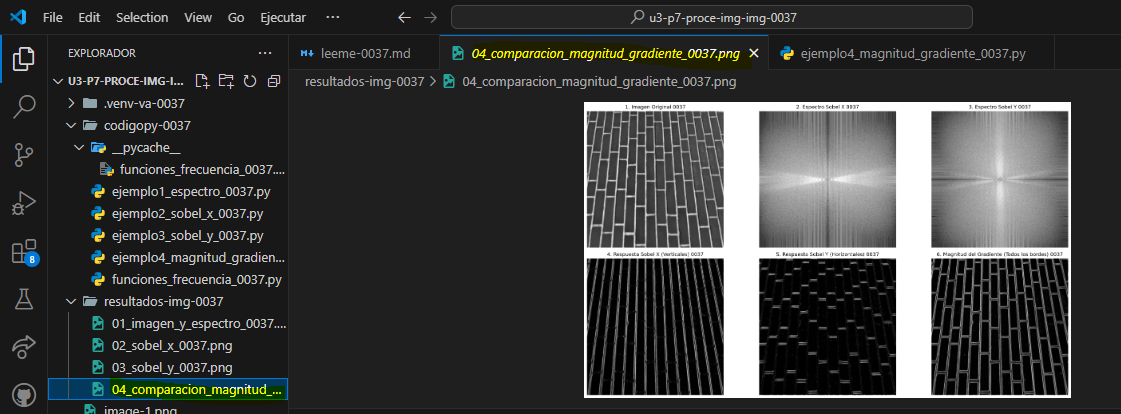 File Edit Selection View Go Ejecutar ···
u3-p7-proce-img-img-0037
EXPLORADOR ···
U3-P7-PROCE-IMG-I...
.venv-va-0037
codigopy-0037
__pycache__
funciones_frecuencia_0037....
ejemplo1_espectro_0037.py
ejemplo2_sobel_x_0037.py
ejemplo3_sobel_y_0037.py
ejemplo4_magnitud_gradien...
funciones_frecuencia_0037.py
resultados-img-0037
01_imagen_y_espectro_0037....
02_sobel_x_0037.png
03_sobel_y_0037.png
04_comparacion_magnitud_...
image-1.png
8
leeme-0037.md
04_comparacion_magnitud_gradiente_0037.png
ejemplo4_magnitud_gradiente_0037.py
resultados-img-0037 > 04_comparacion_magnitud_gradiente_0037.png
1. Imagen Original 0037
2. Espectro Sobel X 0037
3. Espectro Sobel Y 0037
4. Respuesta Sobel X (Verticales) 0037
5. Respuesta Sobel Y (Horizontales) 0037
6. Magnitud del Gradiente (Todos los bordes) 0037